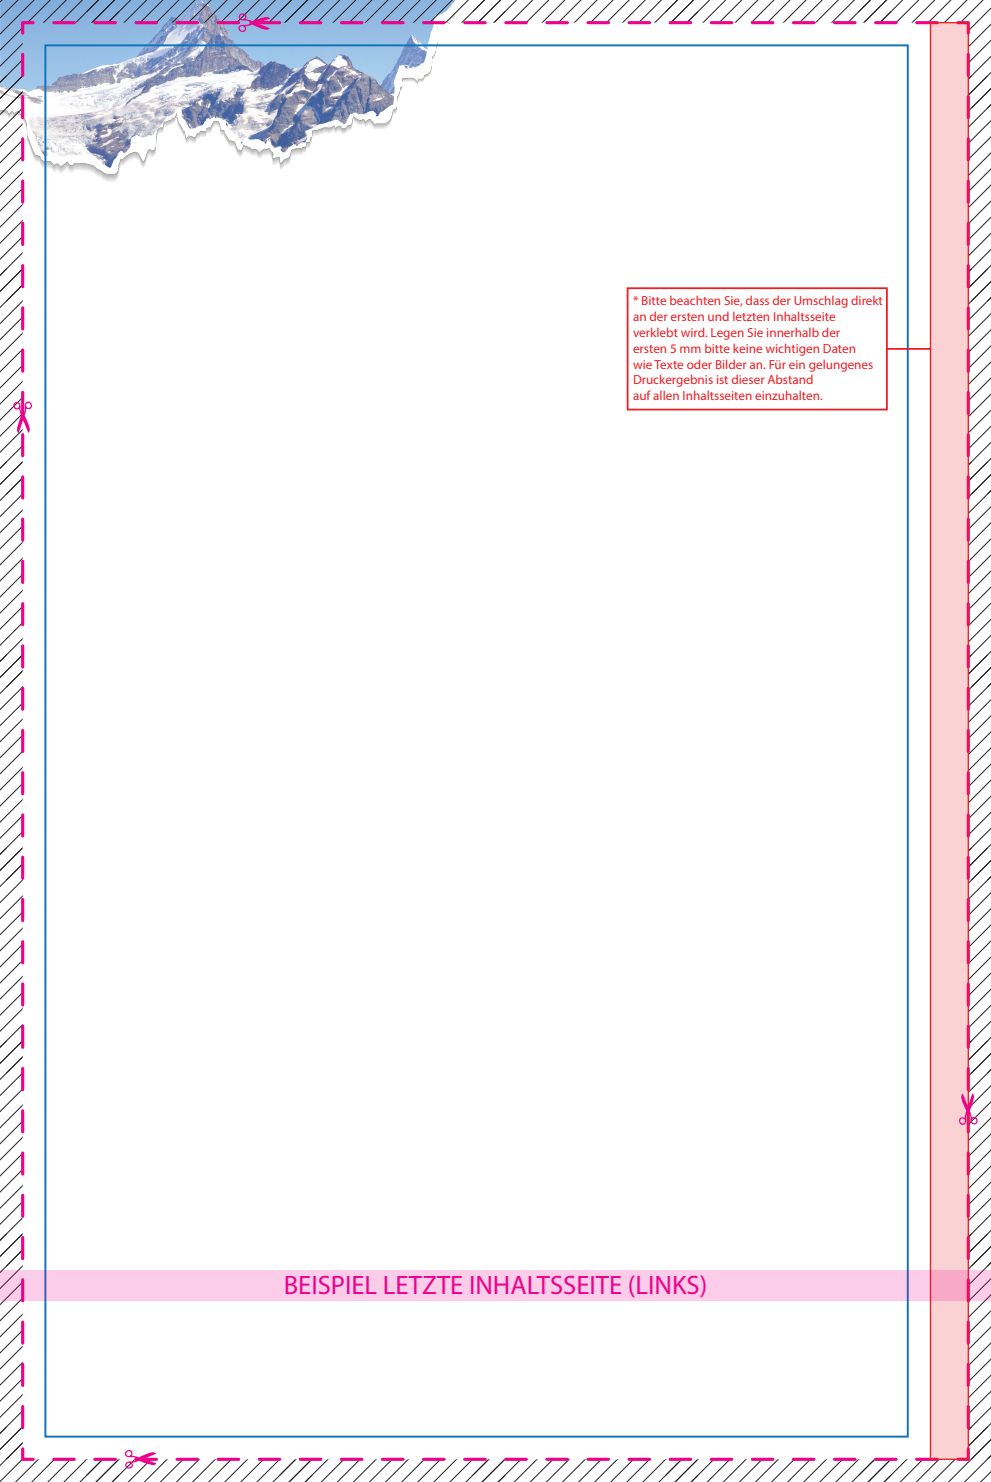 * Bitte beachten Sie, dass der Umschlag direkt
an der ersten und letzten Inhaltsseite
verklebt wird. Legen Sie innerhalb der
ersten 5 mm bitte keine wichtigen Daten
wie Texte oder Bilder an. Für ein gelungenes
Druckergebnis ist dieser Abstand
auf allen Inhaltsseiten einzuhalten.
BEISPIEL LETZTE INHALTSSEITE (LINKS)